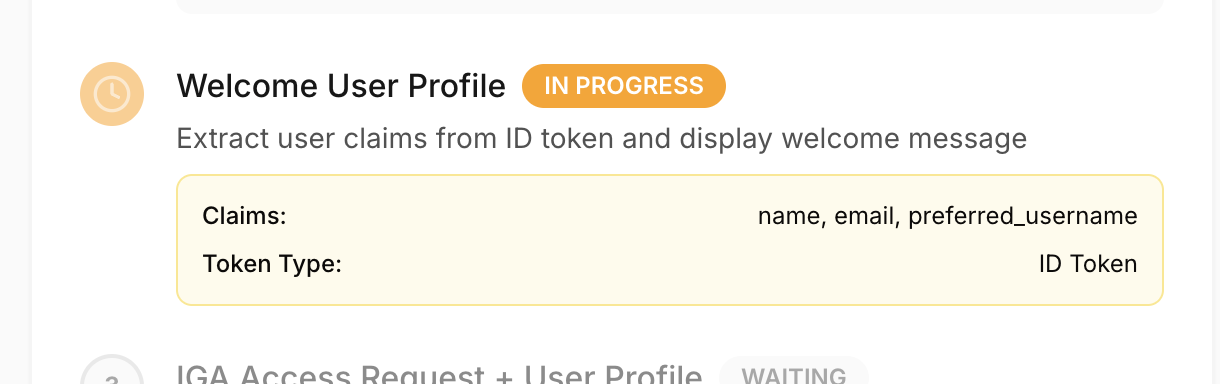 Welcome User Profile IN PROGRESS
Extract user claims from ID token and display welcome message
Claims: name, email, preferred_username
Token Type: ID Token
IGA Access Request + User Profile WAITING